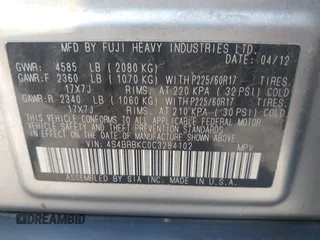 MFD BY FUJI HEAVY INDUSTRIES LTD. 04/12
GVWR: 4585 LB (2080 KG)
GAWR:F 2360 LB (1070 KG) WITH P225/60R17 TIRES,
17X7J RIMS, AT 220 KPA (32 PSI) COLD
GAWR:R 2340 LB (1060 KG) WITH P225/60R17 TIRES,
17X7J RIMS, AT 210 KPA (30 PSI) COLD
THIS VEHICLE CONFORMS TO ALL APPLICABLE
FEDERAL MOTOR VEHICLE SAFETY STANDARDS
IN EFFECT ON THE DATE OF MANUFACTURE
SHOWN ABOVE.
VIN: 4S4BRBKC0C3284102 MPV
ASSEMBLED BY SIA INC. MADE IN U.S.A.
DREAMBID